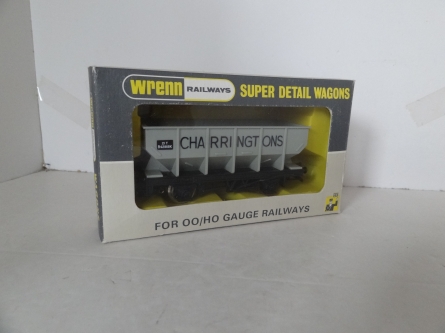 wrenn RAILWAYS SUPER DETAIL WAGONS
CHARRINGTONS
FOR OO/HO GAUGE RAILWAYS